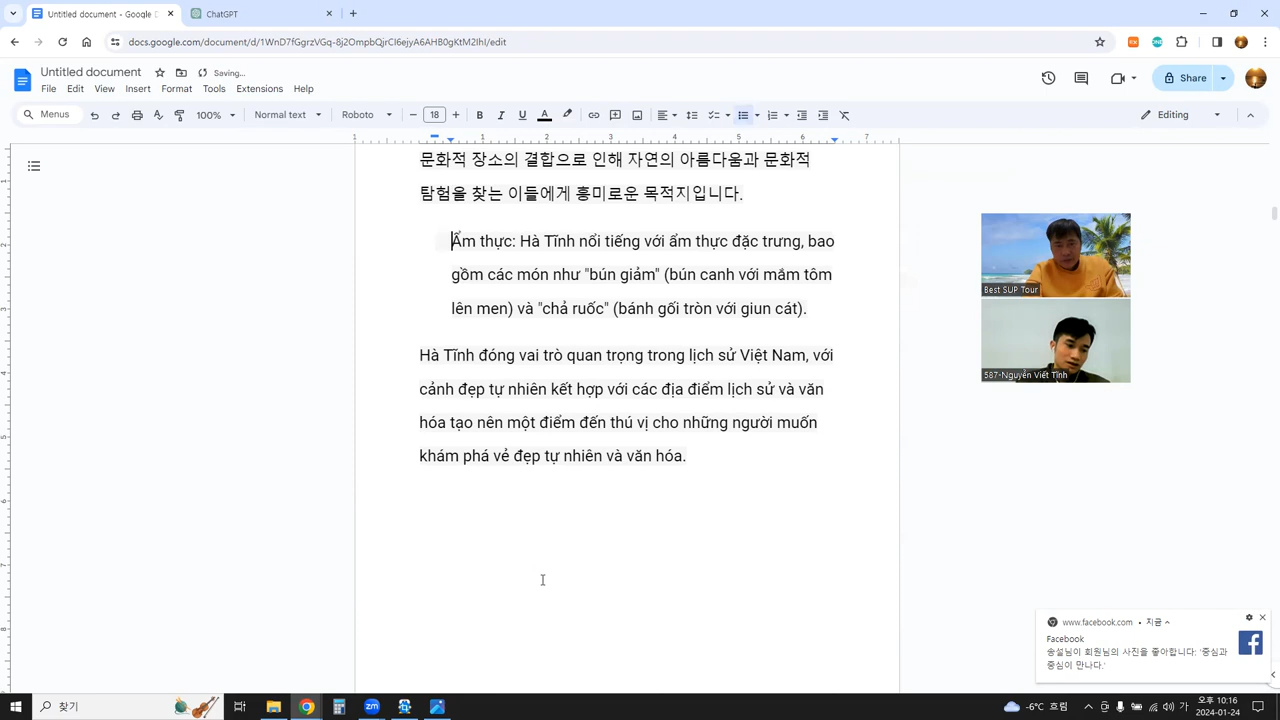 Untitled document - Google D
ChatGPT
docs.google.com/document/d/1WnD7fGgrzVGq-8j2OmpbQjrCI6ejyA6AHB0gKtM2IhI/edit
Untitled document
Saving...
File Edit View Insert Format Tools Extensions Help
Share
Menus
100%
Normal text
Roboto
18
Editing
1 1 2 3 4 5 6 7
문화적 장소의 결합으로 인해 자연의 아름다움과 문화적
탐험을 찾는 이들에게 흥미로운 목적지입니다.
Ẩm thực: Hà Tĩnh nổi tiếng với ẩm thực đặc trưng, bao
gồm các món như "bún giảm" (bún canh với mắm tôm
lên men) và "chả ruốc" (bánh gối tròn với giun cát).
Hà Tĩnh đóng vai trò quan trọng trong lịch sử Việt Nam, với
cảnh đẹp tự nhiên kết hợp với các địa điểm lịch sử và văn
hóa tạo nên một điểm đến thú vị cho những người muốn
khám phá vẻ đẹp tự nhiên và văn hóa.
Best SUP Tour
587-Nguyễn Viết Tĩnh
www.facebook.com • 지금
Facebook
송설님이 회원님의 사진을 좋아합니다: '중심과
중심이 만나다.'
찾기
-6℃ 흐림
가
오후 10:16
2024-01-24